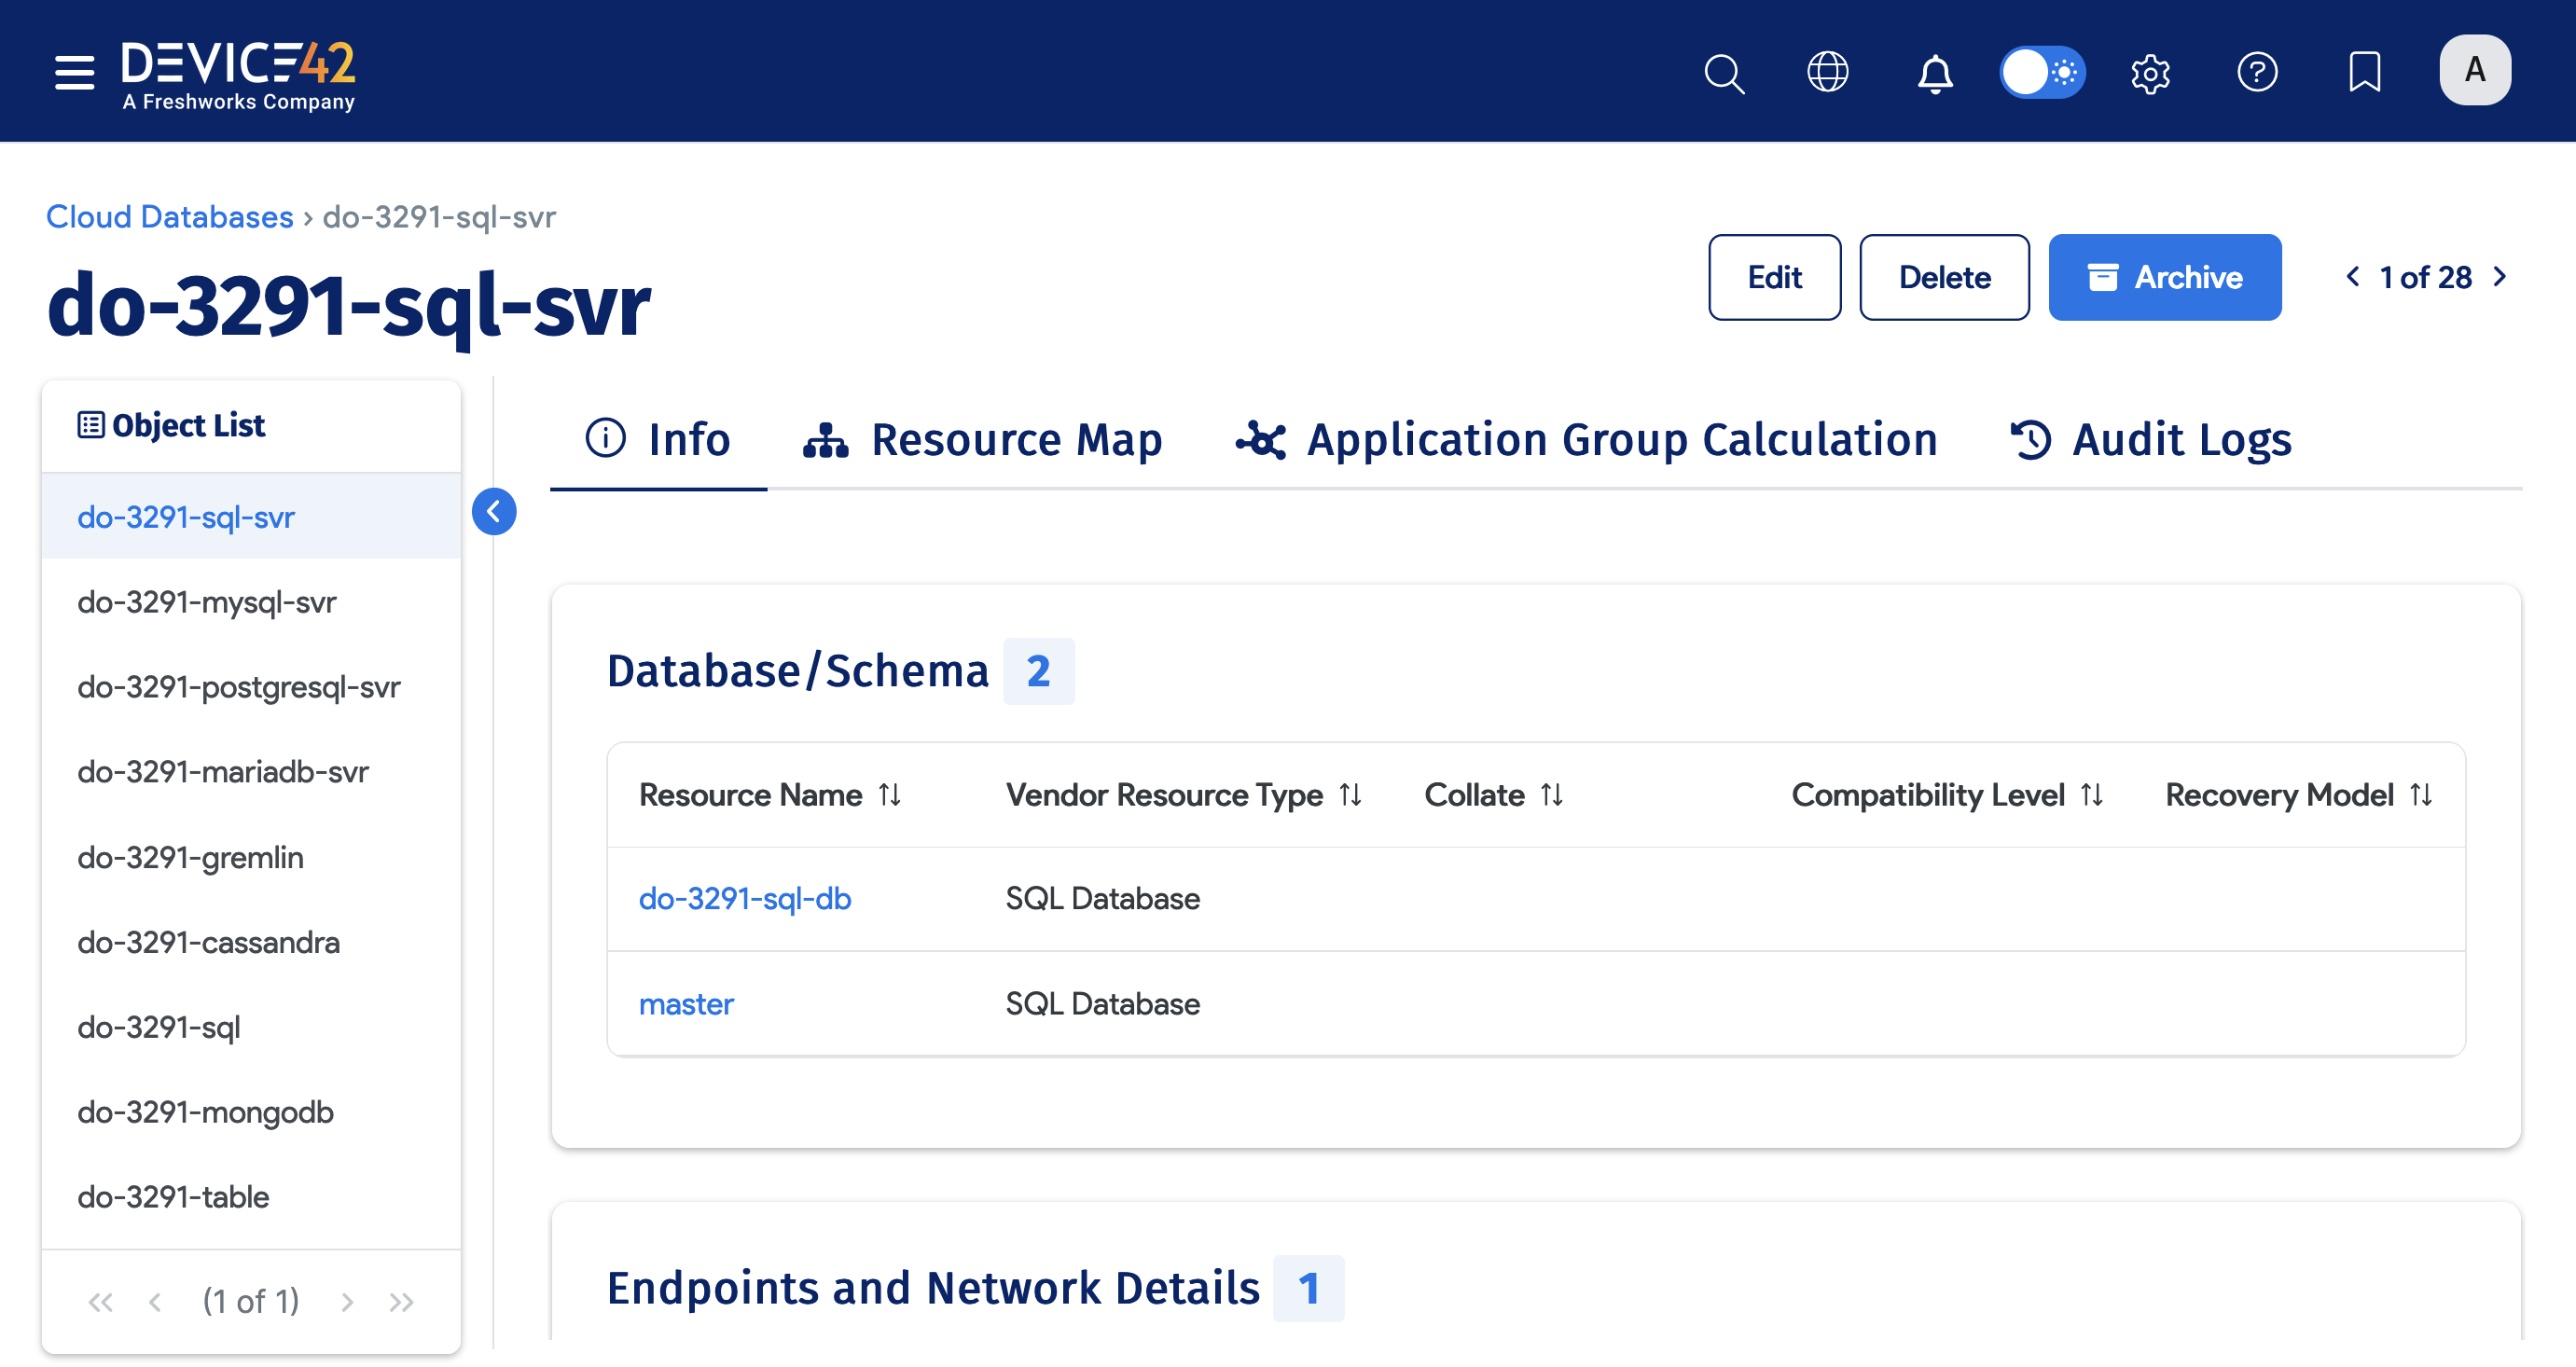 DEVICE42
A Freshworks Company
A
Cloud Databases › do-3291-sql-svr
do-3291-sql-svr
Edit
Delete
Archive
1 of 28
Object List
do-3291-sql-svr
do-3291-mysql-svr
do-3291-postgresql-svr
do-3291-mariadb-svr
do-3291-gremlin
do-3291-cassandra
do-3291-sql
do-3291-mongodb
do-3291-table
(1 of 1)
Info
Resource Map
Application Group Calculation
Audit Logs
Database/Schema 2
Resource Name Vendor Resource Type Collate Compatibility Level Recovery Model
do-3291-sql-db SQL Database
master SQL Database
Endpoints and Network Details 1